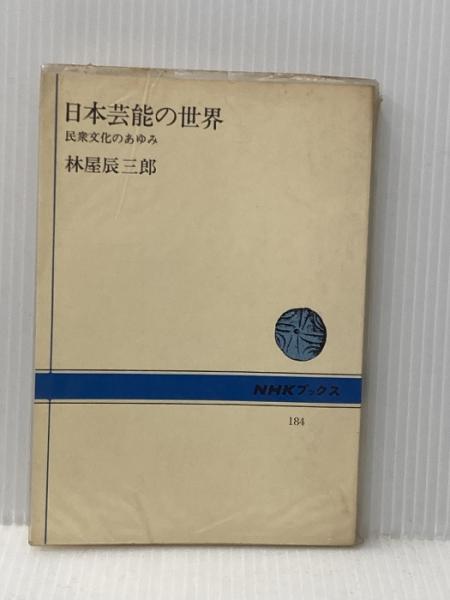 日本芸能の世界
民衆文化のあゆみ
林屋辰三郎
NHKブックス
184